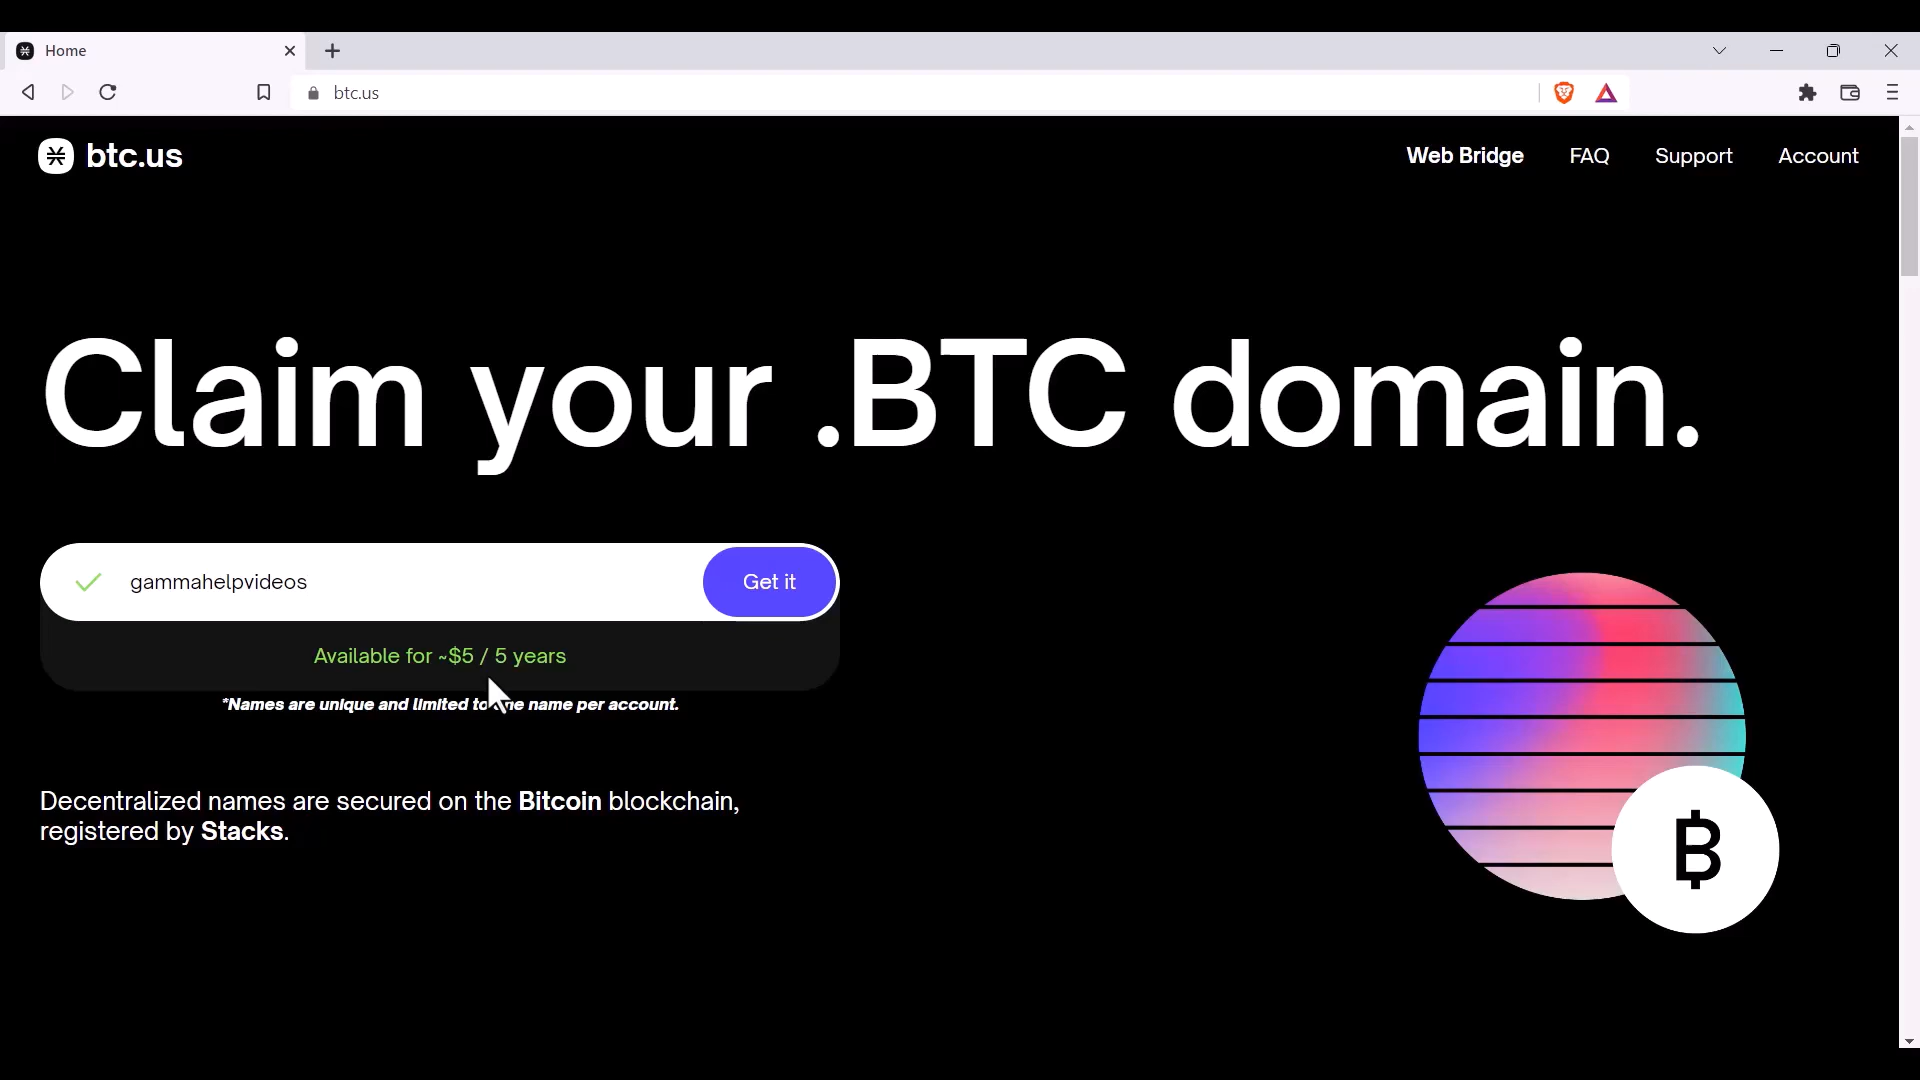 Home
btc.us
btc.us
Web Bridge FAQ Support Account
Claim your .BTC domain.
gammahelpvideos Get it
Available for ~$5 / 5 years
*Names are unique and limited to name per account.
Decentralized names are secured on the Bitcoin blockchain,
registered by Stacks.